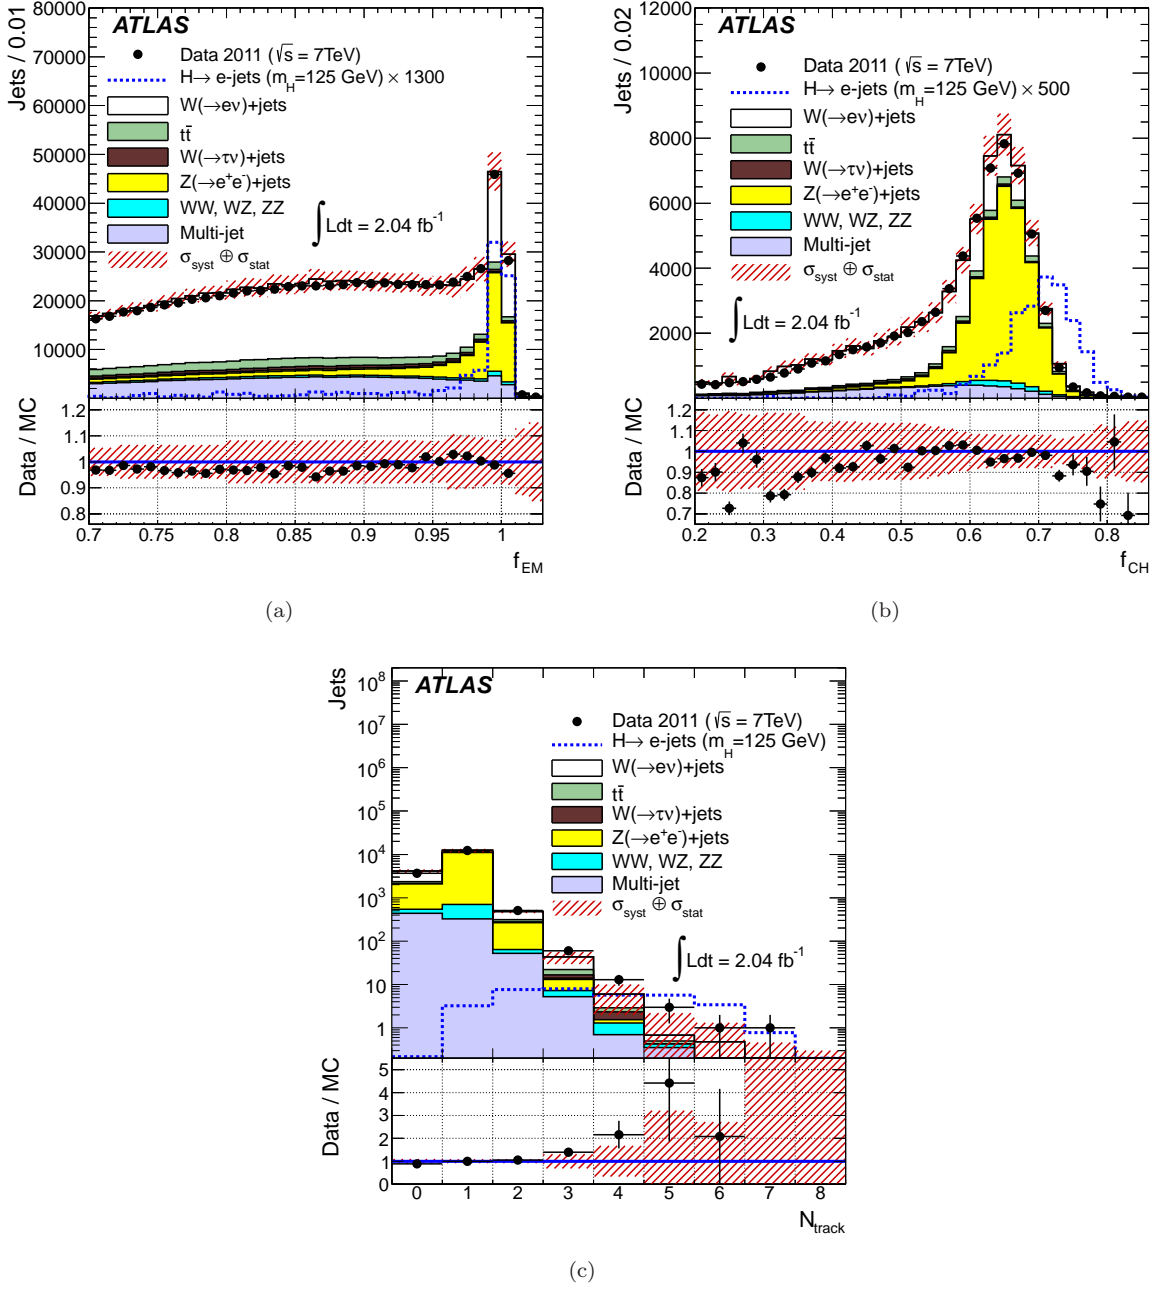 ATLAS
Jets / 0.01
80000
70000
60000
50000
40000
30000
20000
10000
Data 2011 (√s = 7TeV)
H→ e-jets (m_H=125 GeV) × 1300
W(→eν)+jets
tt̄
W(→τν)+jets
Z(→e⁺e⁻)+jets
WW, WZ, ZZ
Multi-jet
σ_syst ⊕ σ_stat
∫Ldt = 2.04 fb⁻¹
Data / MC
1.2
1.1
1
0.9
0.8
0.7 0.75 0.8 0.85 0.9 0.95 1
f_EM
(a)
ATLAS
Jets / 0.02
12000
10000
8000
6000
4000
2000
Data 2011 (√s = 7TeV)
H→ e-jets (m_H=125 GeV) × 500
W(→eν)+jets
tt̄
W(→τν)+jets
Z(→e⁺e⁻)+jets
WW, WZ, ZZ
Multi-jet
σ_syst ⊕ σ_stat
∫Ldt = 2.04 fb⁻¹
Data / MC
1.2
1.1
1
0.9
0.8
0.7
0.2 0.3 0.4 0.5 0.6 0.7 0.8
f_CH
(b)
ATLAS
Jets
10⁸
10⁷
10⁶
10⁵
10⁴
10³
10²
10
1
Data 2011 (√s = 7TeV)
H→ e-jets (m_H=125 GeV)
W(→eν)+jets
tt̄
W(→τν)+jets
Z(→e⁺e⁻)+jets
WW, WZ, ZZ
Multi-jet
σ_syst ⊕ σ_stat
∫Ldt = 2.04 fb⁻¹
Data / MC
5
4
3
2
1
0
0 1 2 3 4 5 6 7 8
N_track
(c)